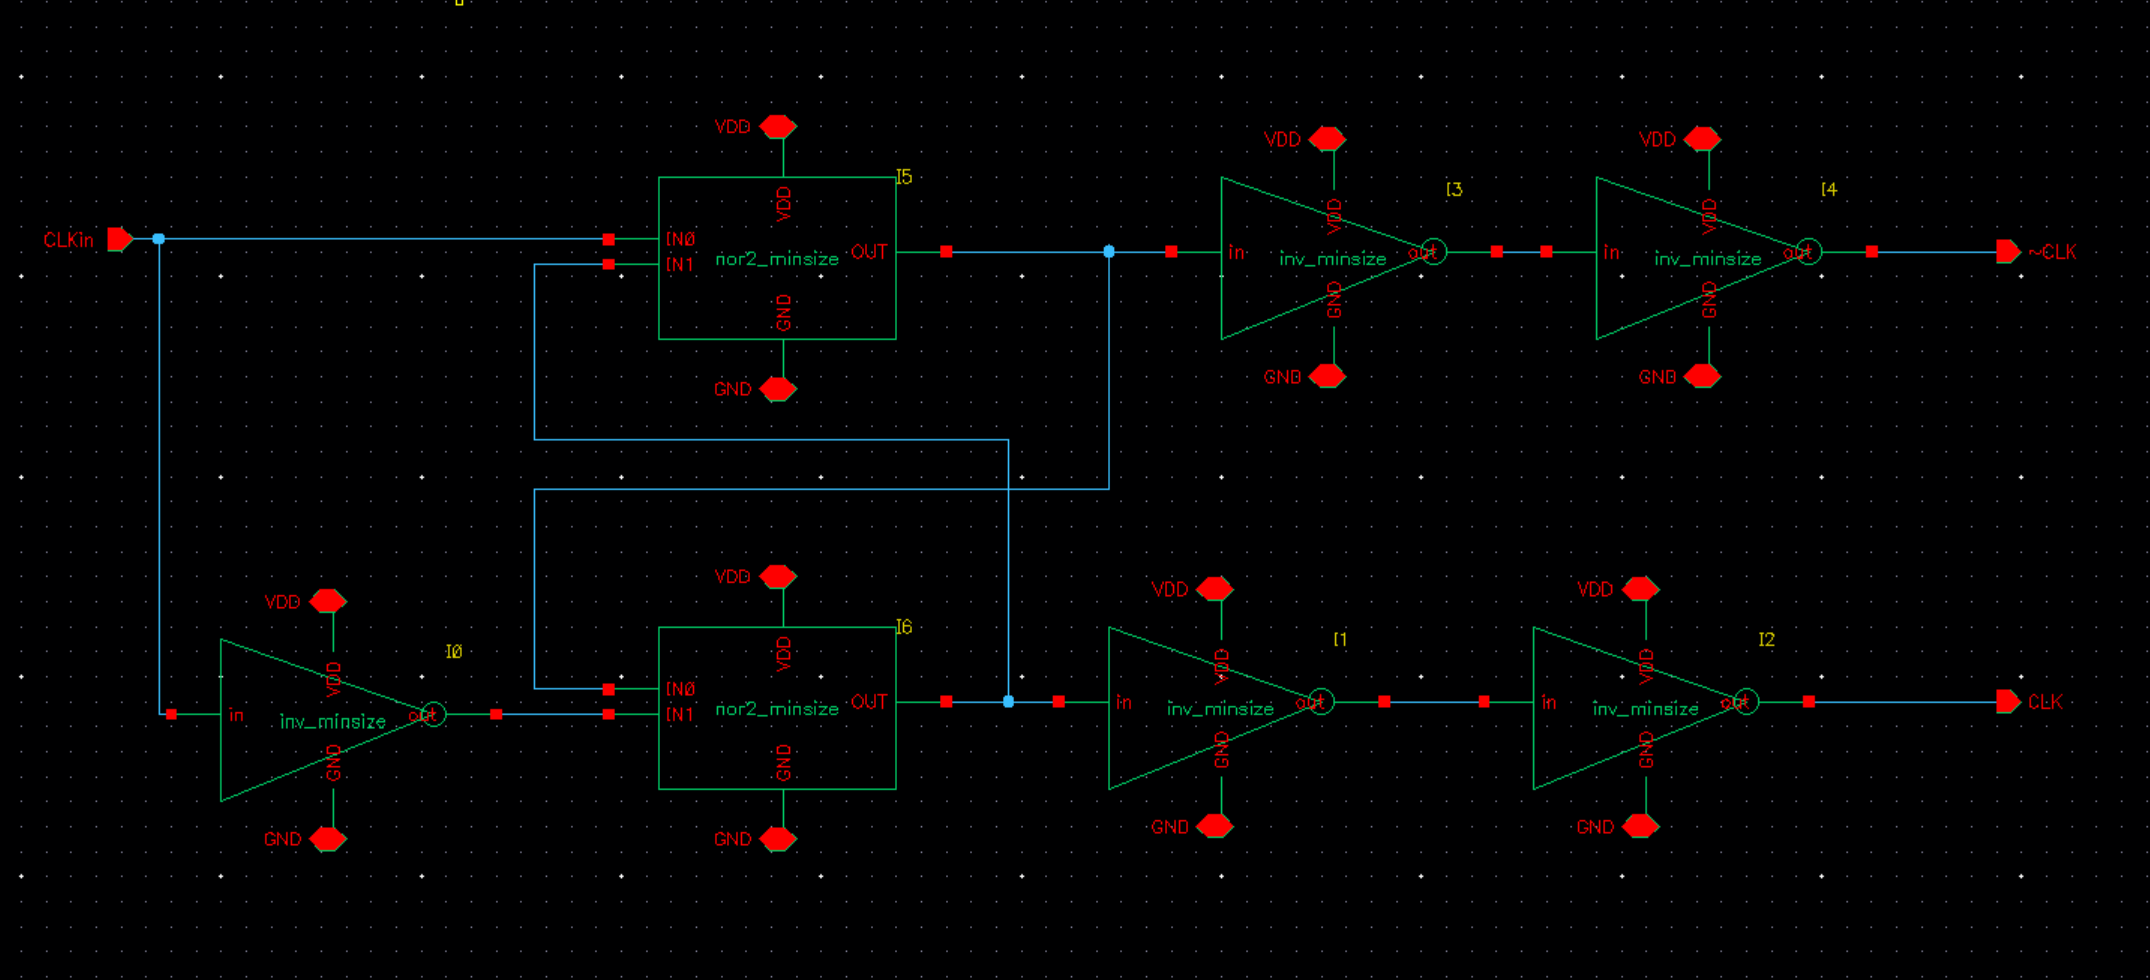 VDD
VDD
VDD
I5
I3
I4
VDD
VDD
VDD
CLKin
IN0
IN1
nor2_minsize
OUT
in
inv_minsize
out
in
inv_minsize
out
~CLK
GND
GND
GND
GND
GND
GND
VDD
VDD
VDD
VDD
I6
I0
I1
I2
VDD
VDD
VDD
VDD
in
inv_minsize
out
IN0
IN1
nor2_minsize
OUT
in
inv_minsize
out
in
inv_minsize
out
CLK
GND
GND
GND
GND
GND
GND
GND
GND